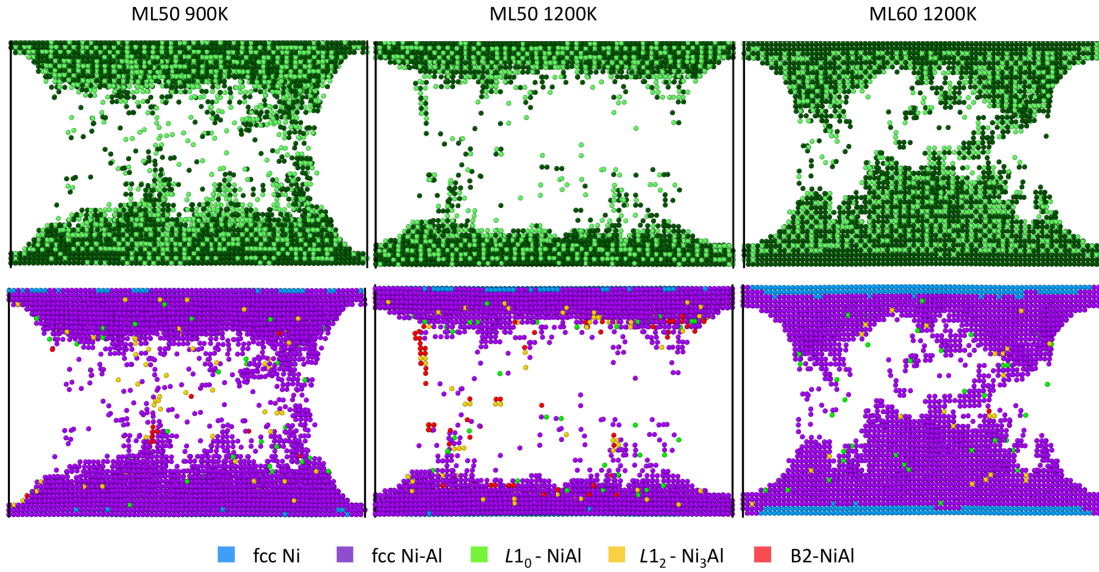 ML50 900K ML50 1200K ML60 1200K
fcc Ni fcc Ni-Al L1₀ - NiAl L1₂ - Ni₃Al B2-NiAl